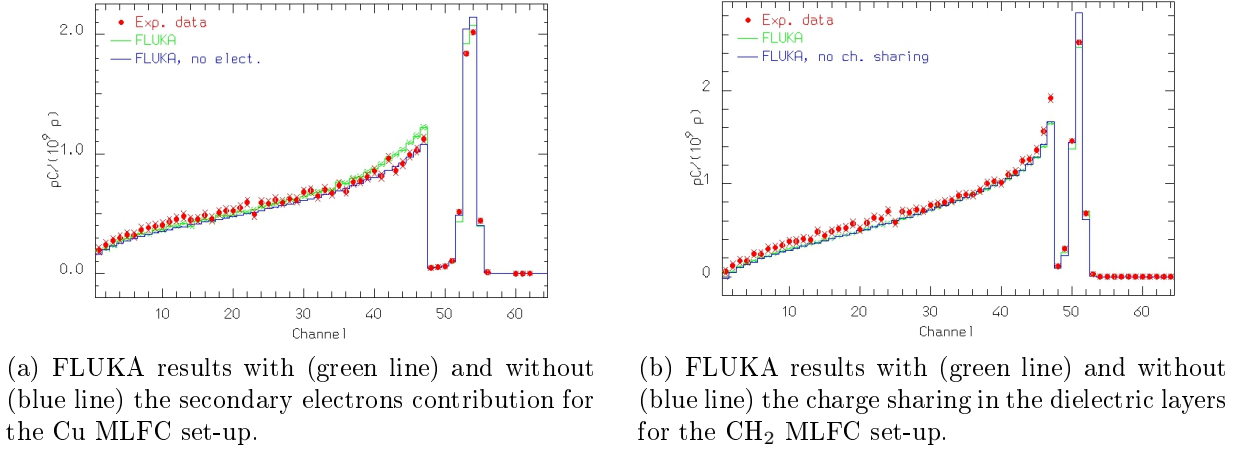 2.0
1.0
0.0
pC/(10⁹ p)
Exp. data
FLUKA
FLUKA, no elect.
10 20 30 40 50 60
Channel
2
1
0
pC/(10⁹ p)
Exp. data
FLUKA
FLUKA, no ch. sharing
10 20 30 40 50 60
Channel
(a) FLUKA results with (green line) and without
(blue line) the secondary electrons contribution for
the Cu MLFC set-up.
(b) FLUKA results with (green line) and without
(blue line) the charge sharing in the dielectric layers
for the CH₂ MLFC set-up.